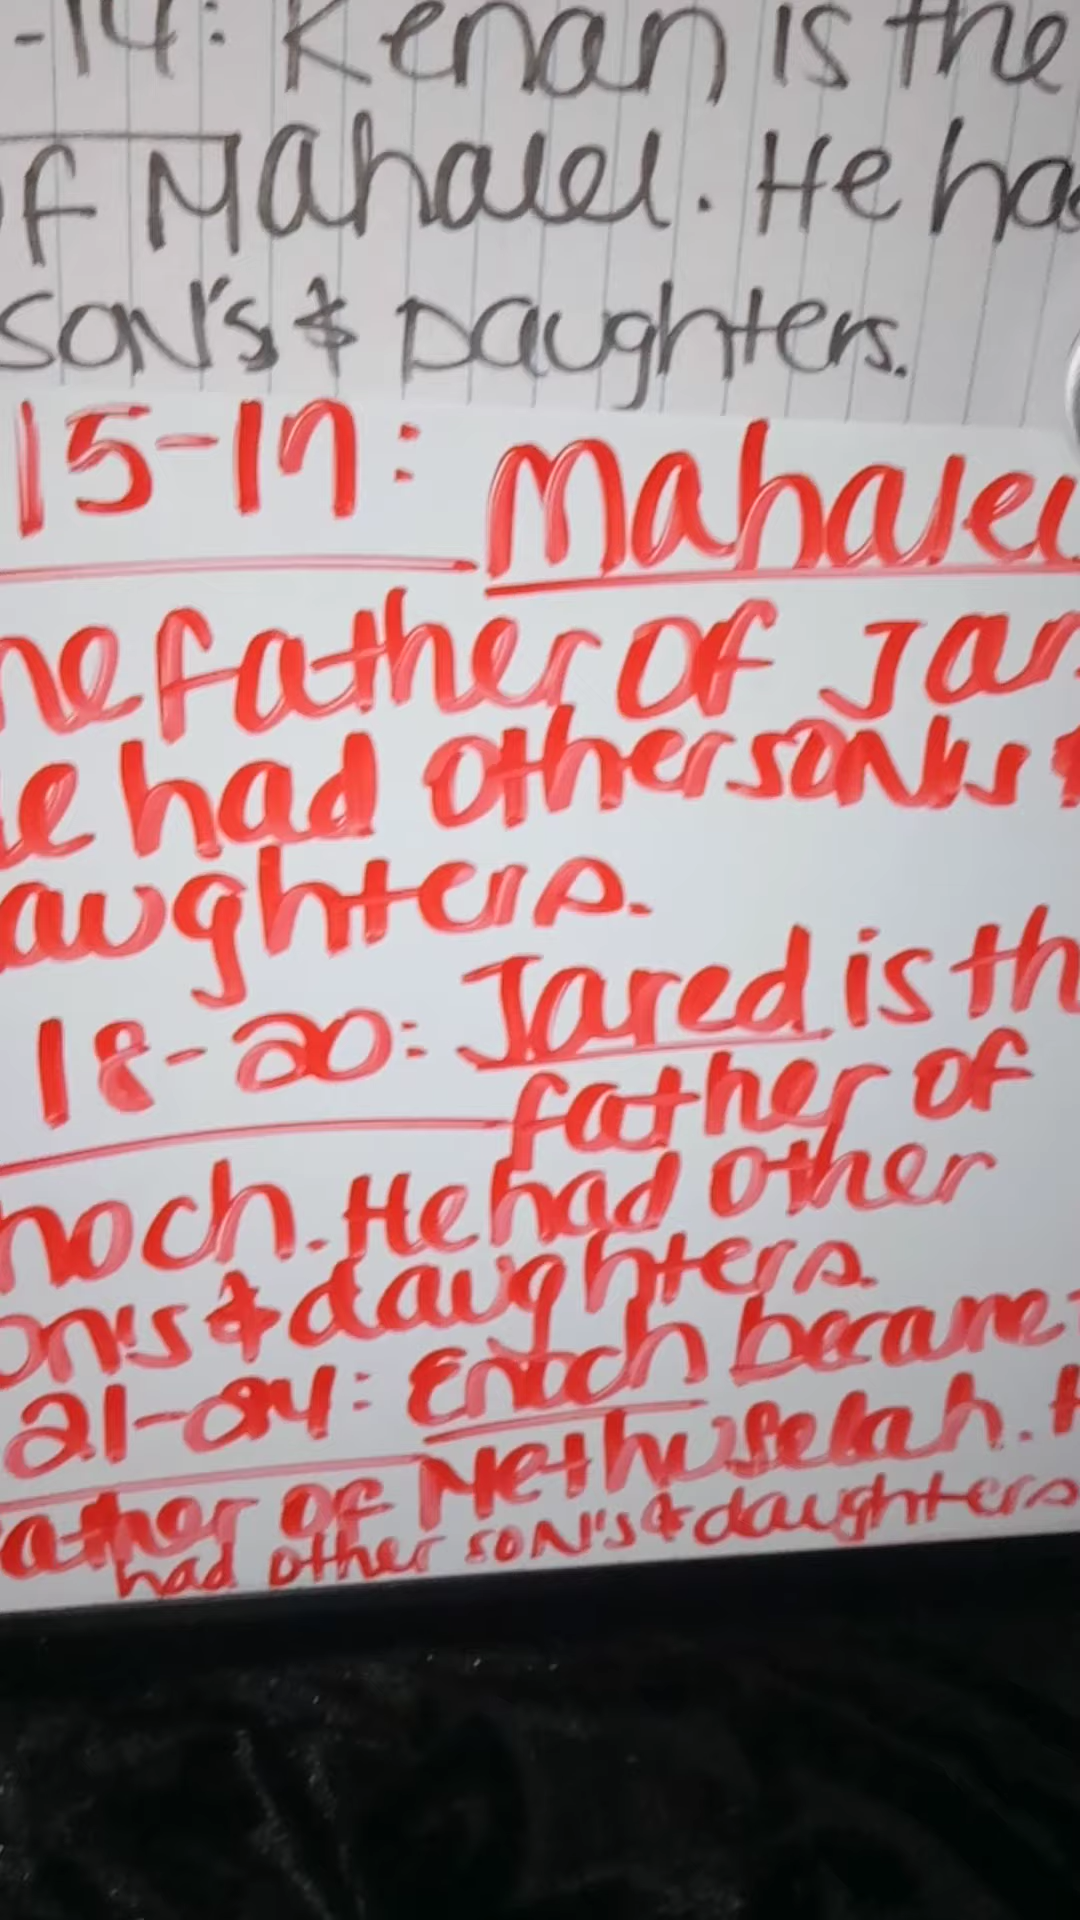 -14: Kenan is the
of Mahalel. He ha
SON's & Daughters.
15-17: Mahalel
he father of Jar
e had other sON's &
aughters.
18-20: Jared is th
father of
noch. He had other
on's & daughters.
21-24: Enoch became
ather of Methuselah. H
had other sON's & daughters